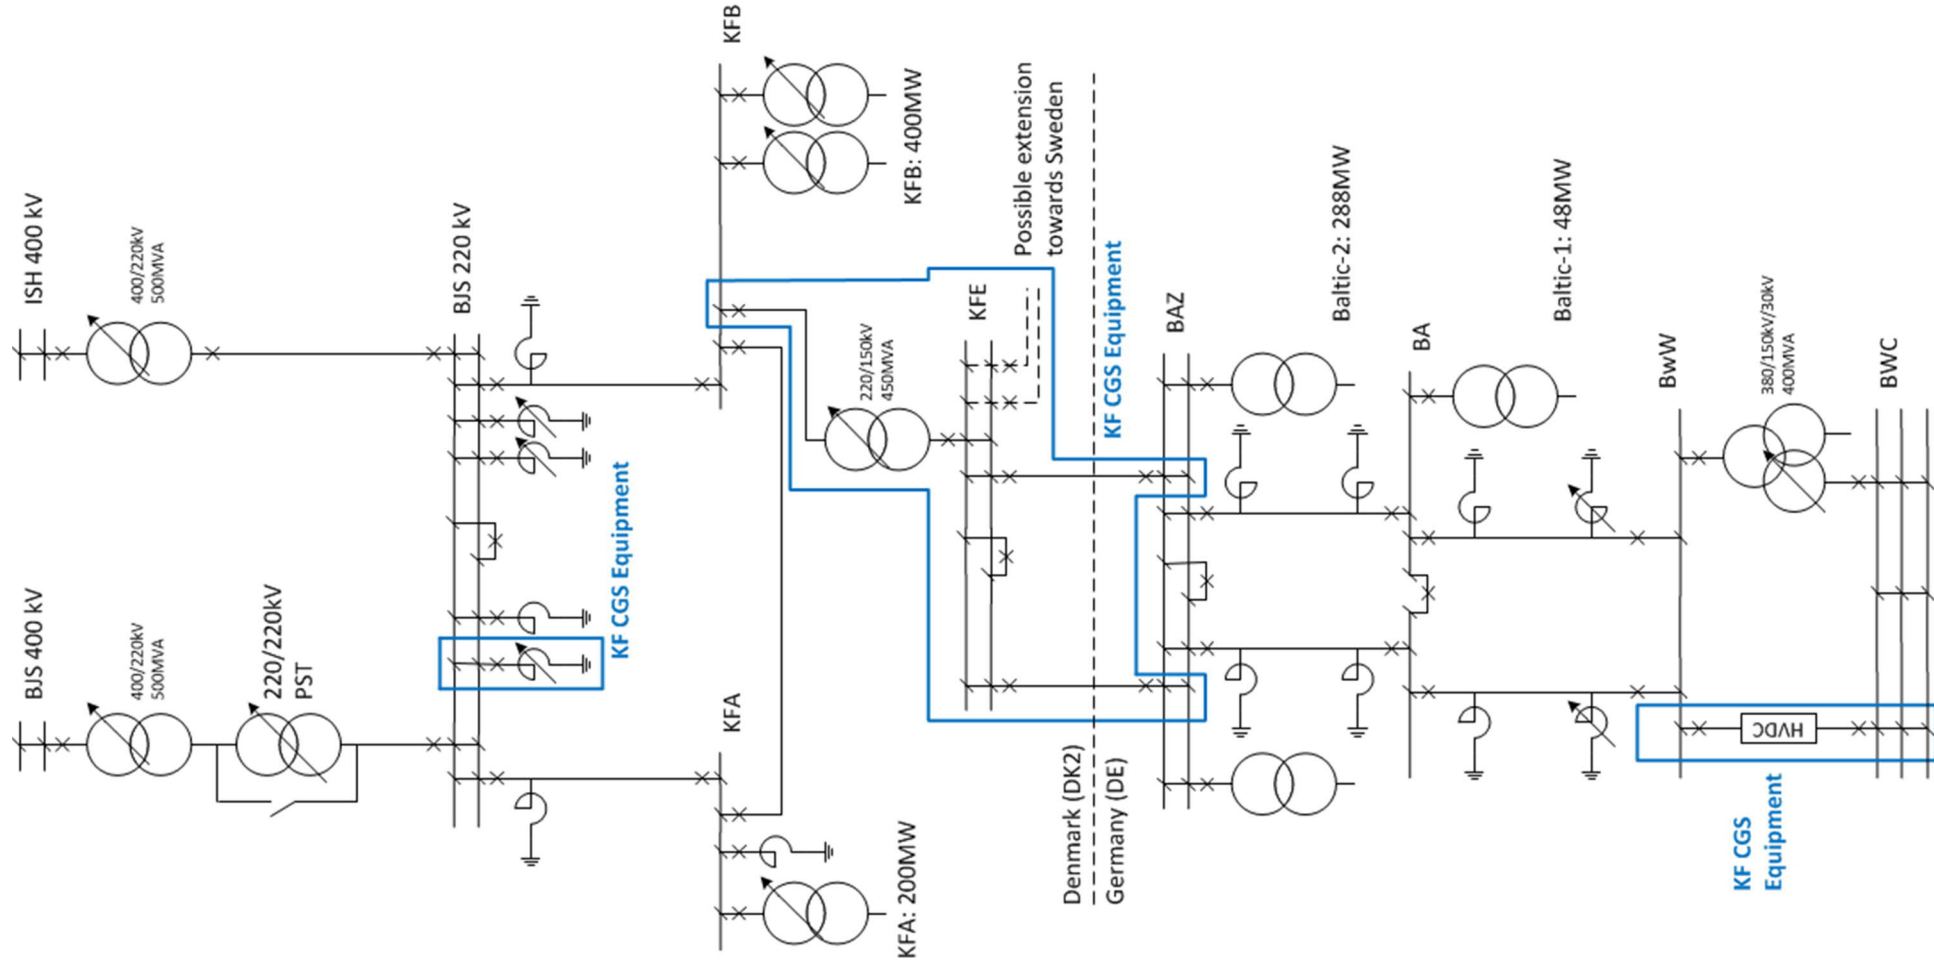 ISH 400 kV
400/220kV
500MVA
BJS 400 kV
400/220kV
500MVA
220/220kV
PST
BJS 220 kV
KF CGS Equipment
KFB
KFB: 400MW
KFA
KFA: 200MW
220/150kV
450MVA
KFE
Possible extension
towards Sweden
Denmark (DK2)
Germany (DE)
KF CGS Equipment
BAZ
Baltic-2: 288MW
BA
Baltic-1: 48MW
BwW
380/150kV/30kV
400MVA
HVDC
KF CGS
Equipment
BWC